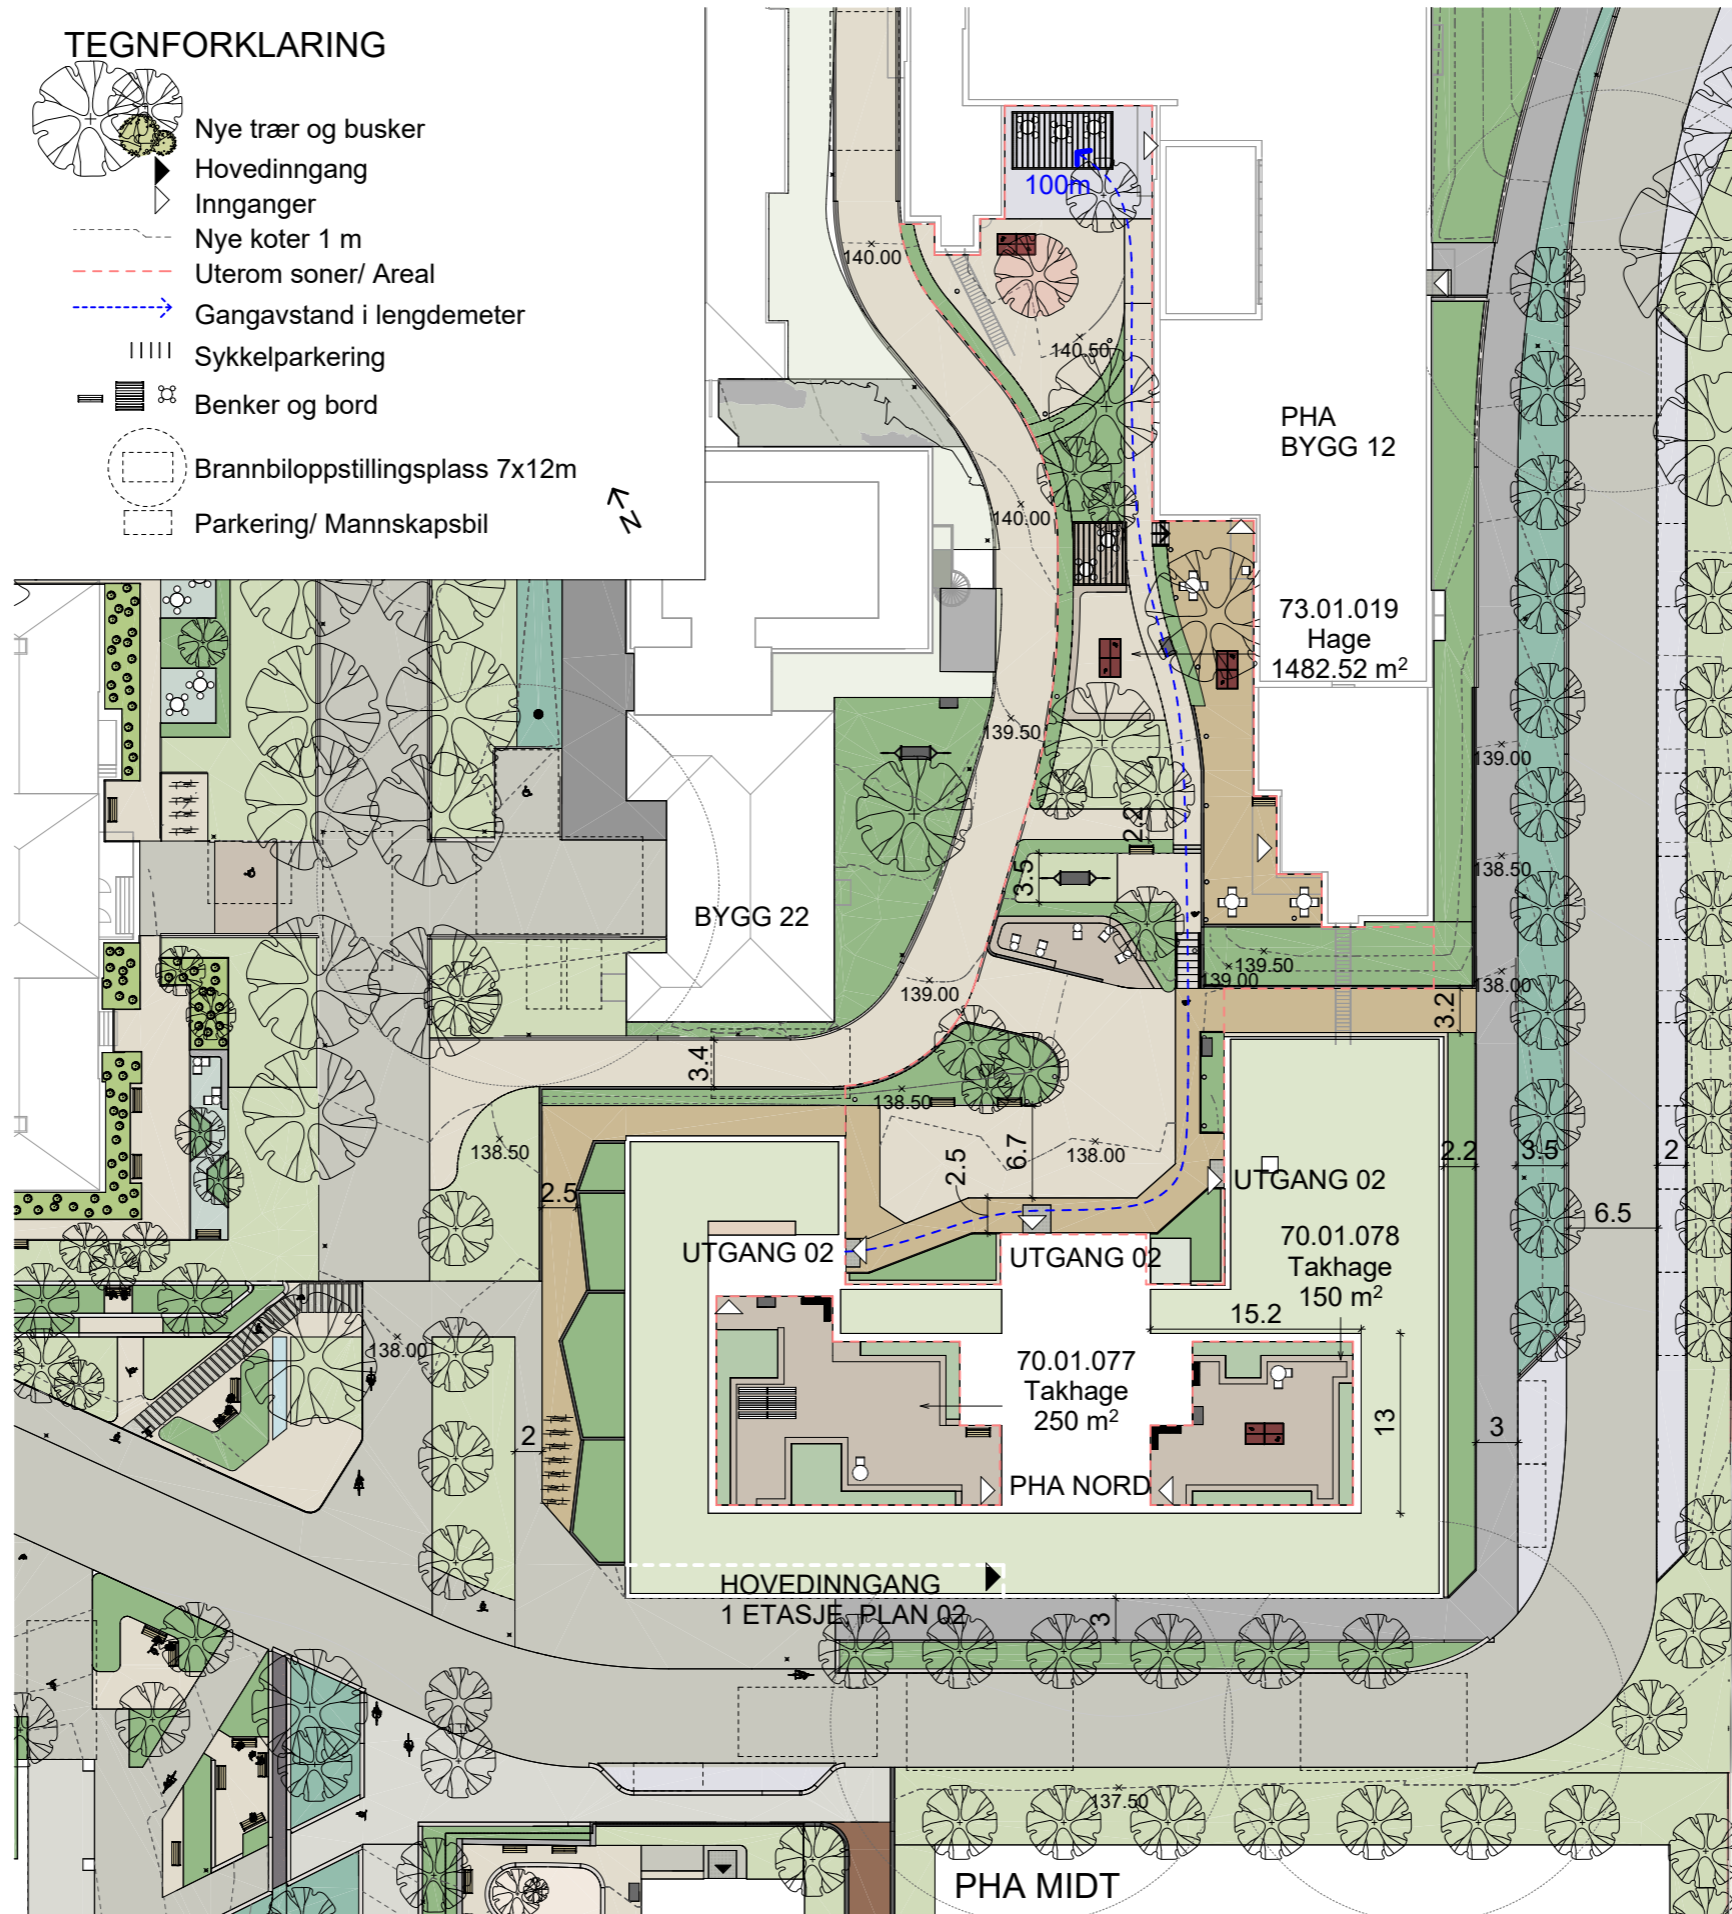 TEGNFORKLARING
Nye trær og busker
Hovedinngang
Innganger
Nye koter 1 m
Uterom soner/ Areal
Gangavstand i lengdemeter
Sykkelparkering
Benker og bord
Brannbiloppstillingsplass 7x12m
Parkering/ Mannskapsbil
N
100m
140.00
140.50
PHA
BYGG 12
140.00
73.01.019
Hage
1482.52 m²
139.50
139.00
2.2
3.5
138.50
BYGG 22
139.50
139.00
139.00
138.00
3.2
3.4
138.50
138.50
6.7
138.00
2.5
2.5
2.2
3.5
2
UTGANG 02
6.5
UTGANG 02
UTGANG 02
70.01.078
Takhage
150 m²
15.2
138.00
70.01.077
Takhage
250 m²
13
2
3
PHA NORD
HOVEDINNGANG
1 ETASJE, PLAN 02
3
137.50
PHA MIDT